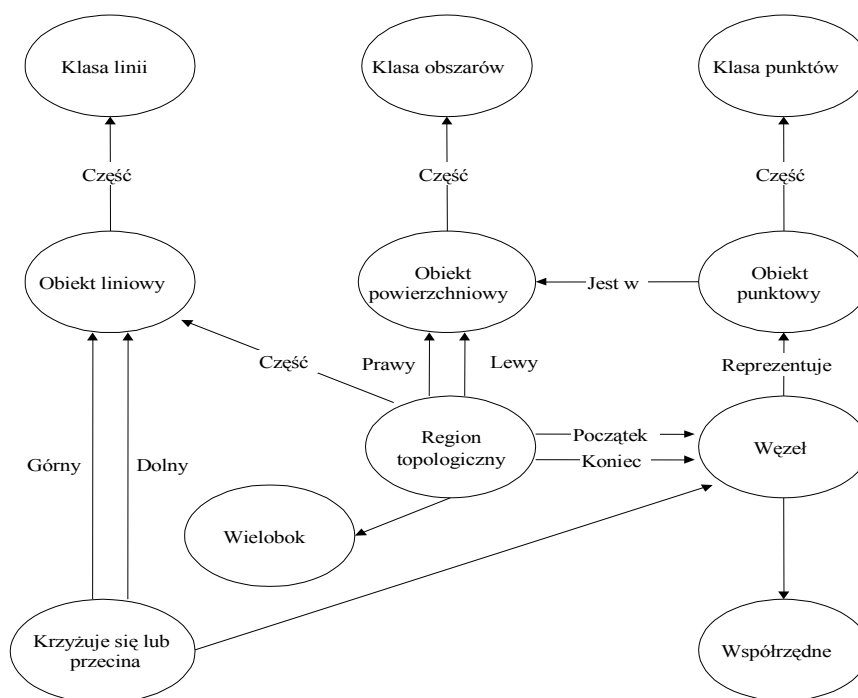 Klasa linii
Klasa obszarów
Klasa punktów
Część
Część
Część
Obiekt liniowy
Obiekt
powierzchniowy
Jest w
Obiekt
punktowy
Część
Prawy
Lewy
Reprezentuje
Górny
Dolny
Region
topologiczny
Początek
Koniec
Węzeł
Wielobok
Krzyżuje się lub
przecina
Współrzędne